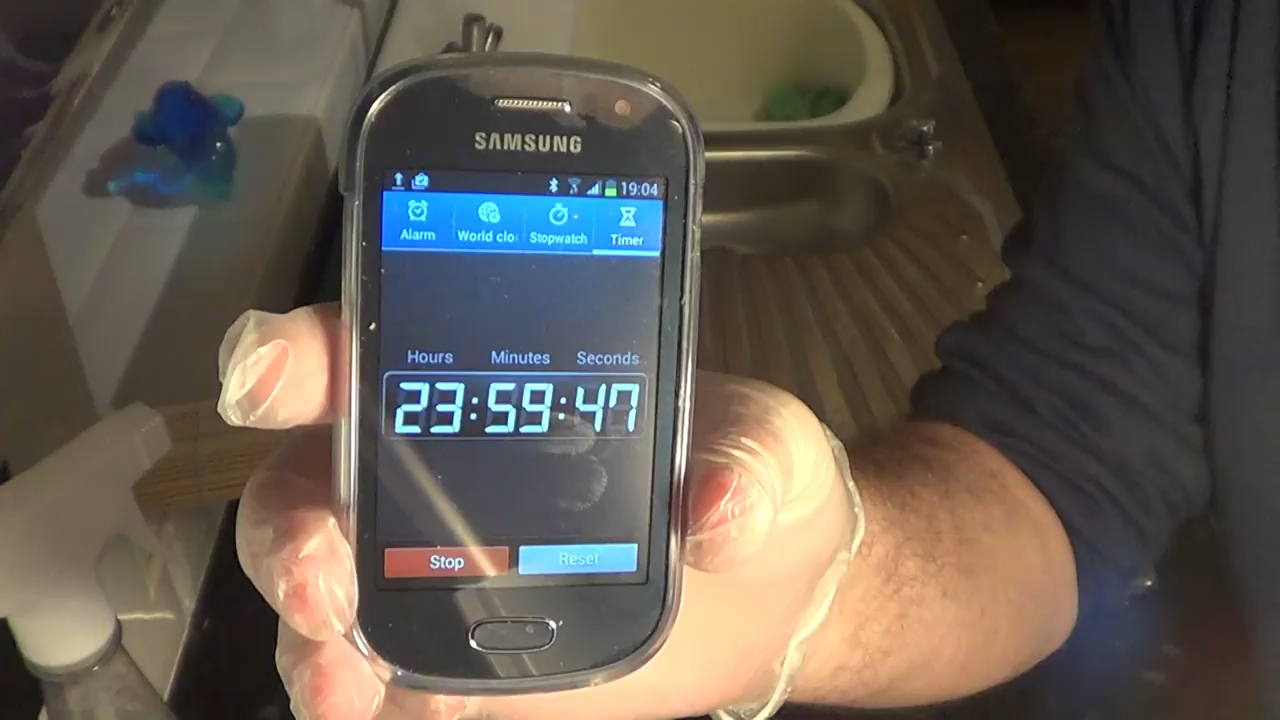 SAMSUNG
19:04
Alarm World clo Stopwatch Timer
Hours Minutes Seconds
23:59:47
Stop Reset